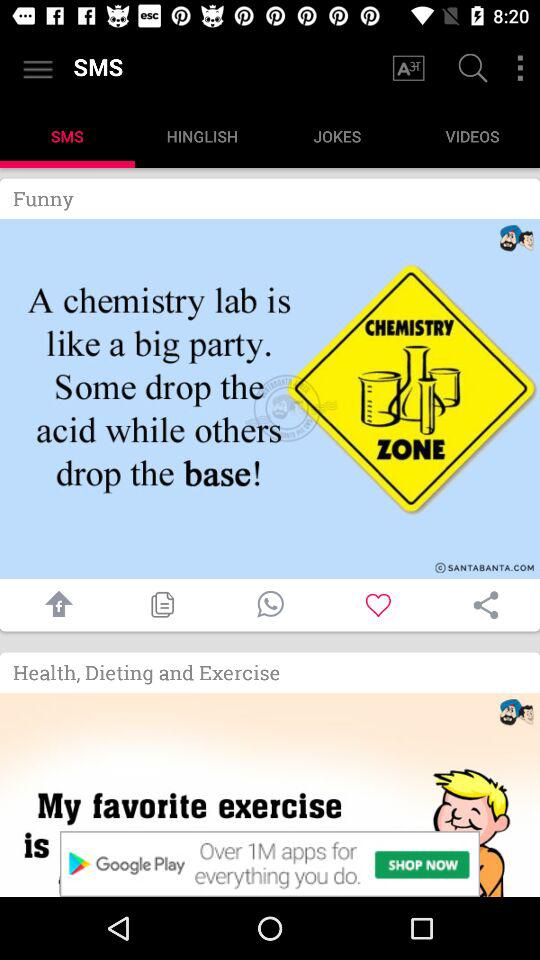 esc
8:20
SMS
Aअ
SMS HINGLISH JOKES VIDEOS
Funny
A chemistry lab is
like a big party.
Some drop the
acid while others
drop the base!
CHEMISTRY
ZONE
© SANTABANTA.COM
Health, Dieting and Exercise
My favorite exercise
is
Google Play
Over 1M apps for
everything you do.
SHOP NOW